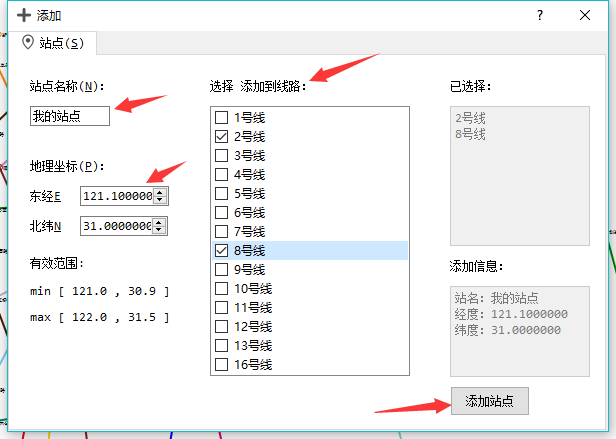 添加
?
站点(S)
站点名称(N):
我的站点
地理坐标(P):
东经E
121.100000
北纬N
31.0000000
有效范围:
min [ 121.0 , 30.9 ]
max [ 122.0 , 31.5 ]
选择 添加到线路:
1号线
2号线
3号线
4号线
5号线
6号线
7号线
8号线
9号线
10号线
11号线
12号线
13号线
16号线
已选择:
2号线
8号线
添加信息:
站名: 我的站点
经度: 121.1000000
纬度: 31.0000000
添加站点